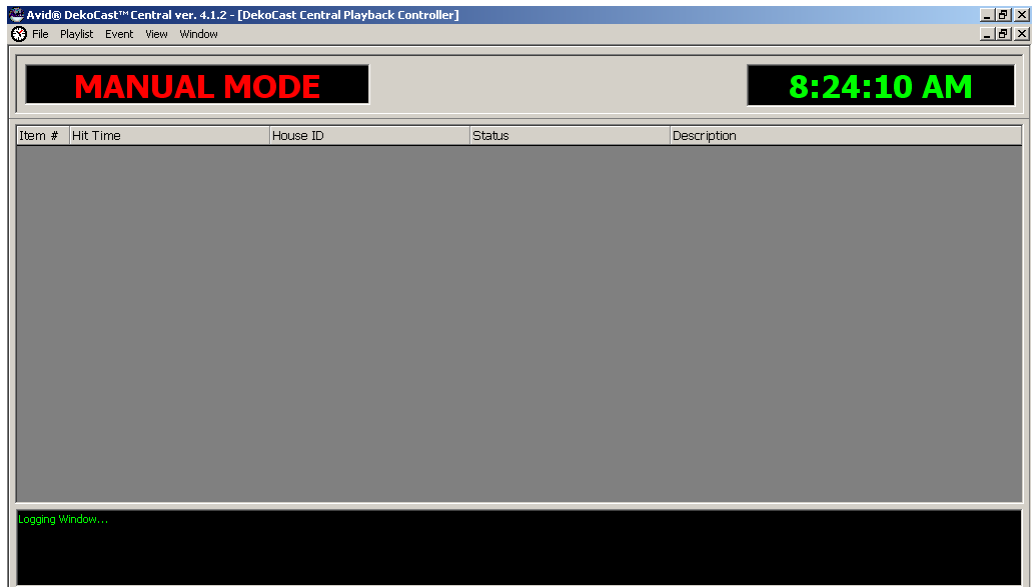 Avid® DekoCast™ Central ver. 4.1.2 - [DekoCast Central Playback Controller]
File Playlist Event View Window
MANUAL MODE
8:24:10 AM
Item # Hit Time House ID Status Description
Logging Window...